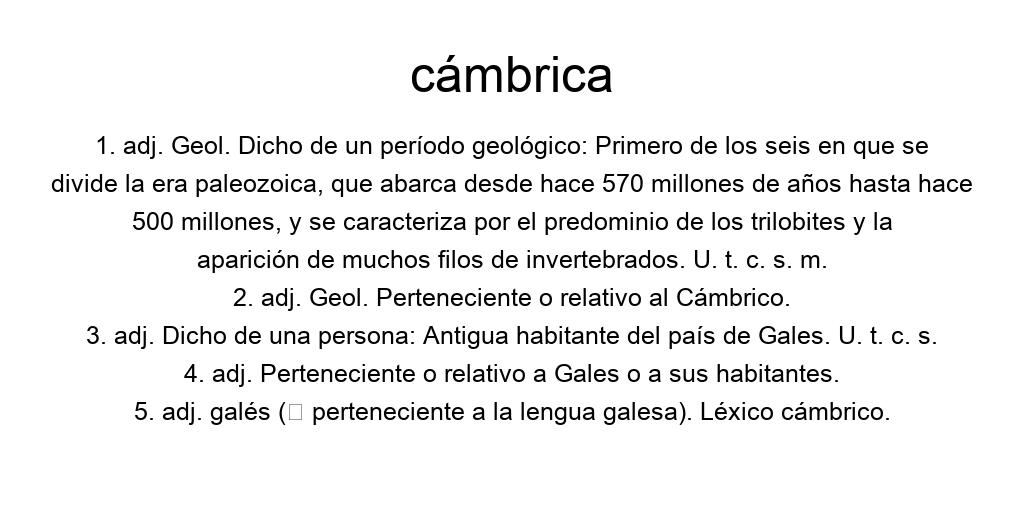 cámbrica
1. adj. Geol. Dicho de un período geológico: Primero de los seis en que se
divide la era paleozoica, que abarca desde hace 570 millones de años hasta hace
500 millones, y se caracteriza por el predominio de los trilobites y la
aparición de muchos filos de invertebrados. U. t. c. s. m.
2. adj. Geol. Perteneciente o relativo al Cámbrico.
3. adj. Dicho de una persona: Antigua habitante del país de Gales. U. t. c. s.
4. adj. Perteneciente o relativo a Gales o a sus habitantes.
5. adj. galés (□ perteneciente a la lengua galesa). Léxico cámbrico.